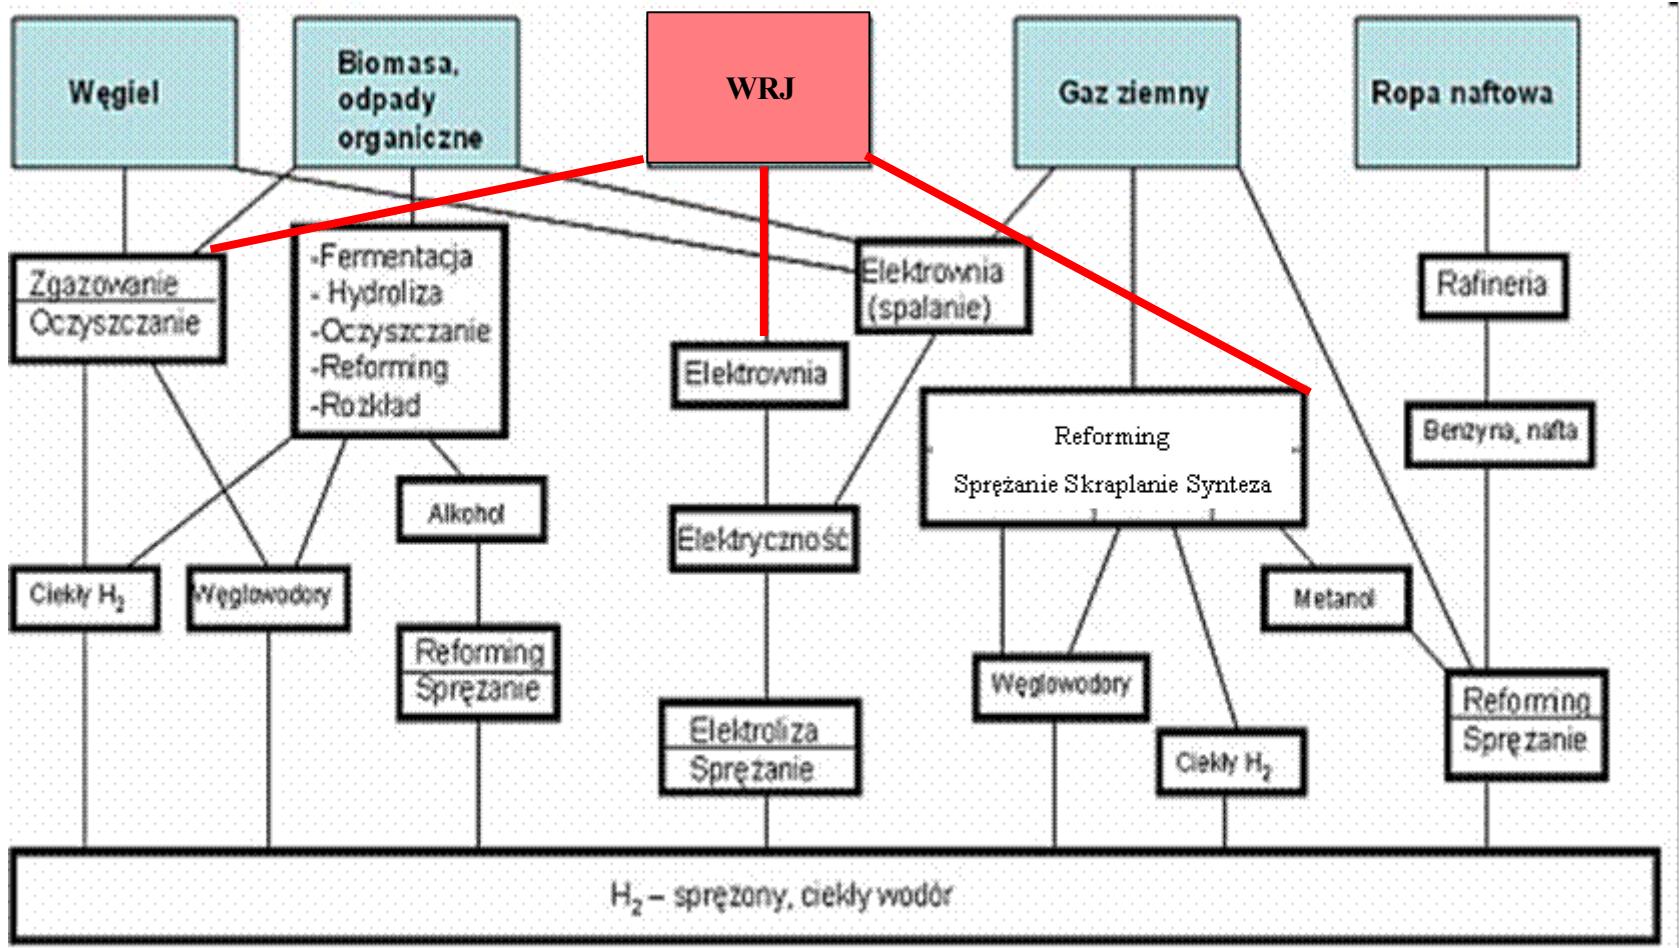 Węgiel
Biomasa,
odpady
organiczne
WRJ
Gaz ziemny
Ropa naftowa
Zgazowanie
Oczyszczanie
-Fermentacja
- Hydroliza
-Oczyszczanie
-Reforming
-Rozkład
Elektrownia
(spalanie)
Rafineria
Elektrownia
Reforming
Sprężanie Skraplanie Synteza
Benzyna, nafta
Alkohol
Elektryczność
Ciekły H₂
Węglowodory
Metanol
Reforming
Sprężanie
Węglowodory
Elektroliza
Sprężanie
Ciekły H₂
Reforming
Sprężanie
H₂ – sprężony, ciekły wodór